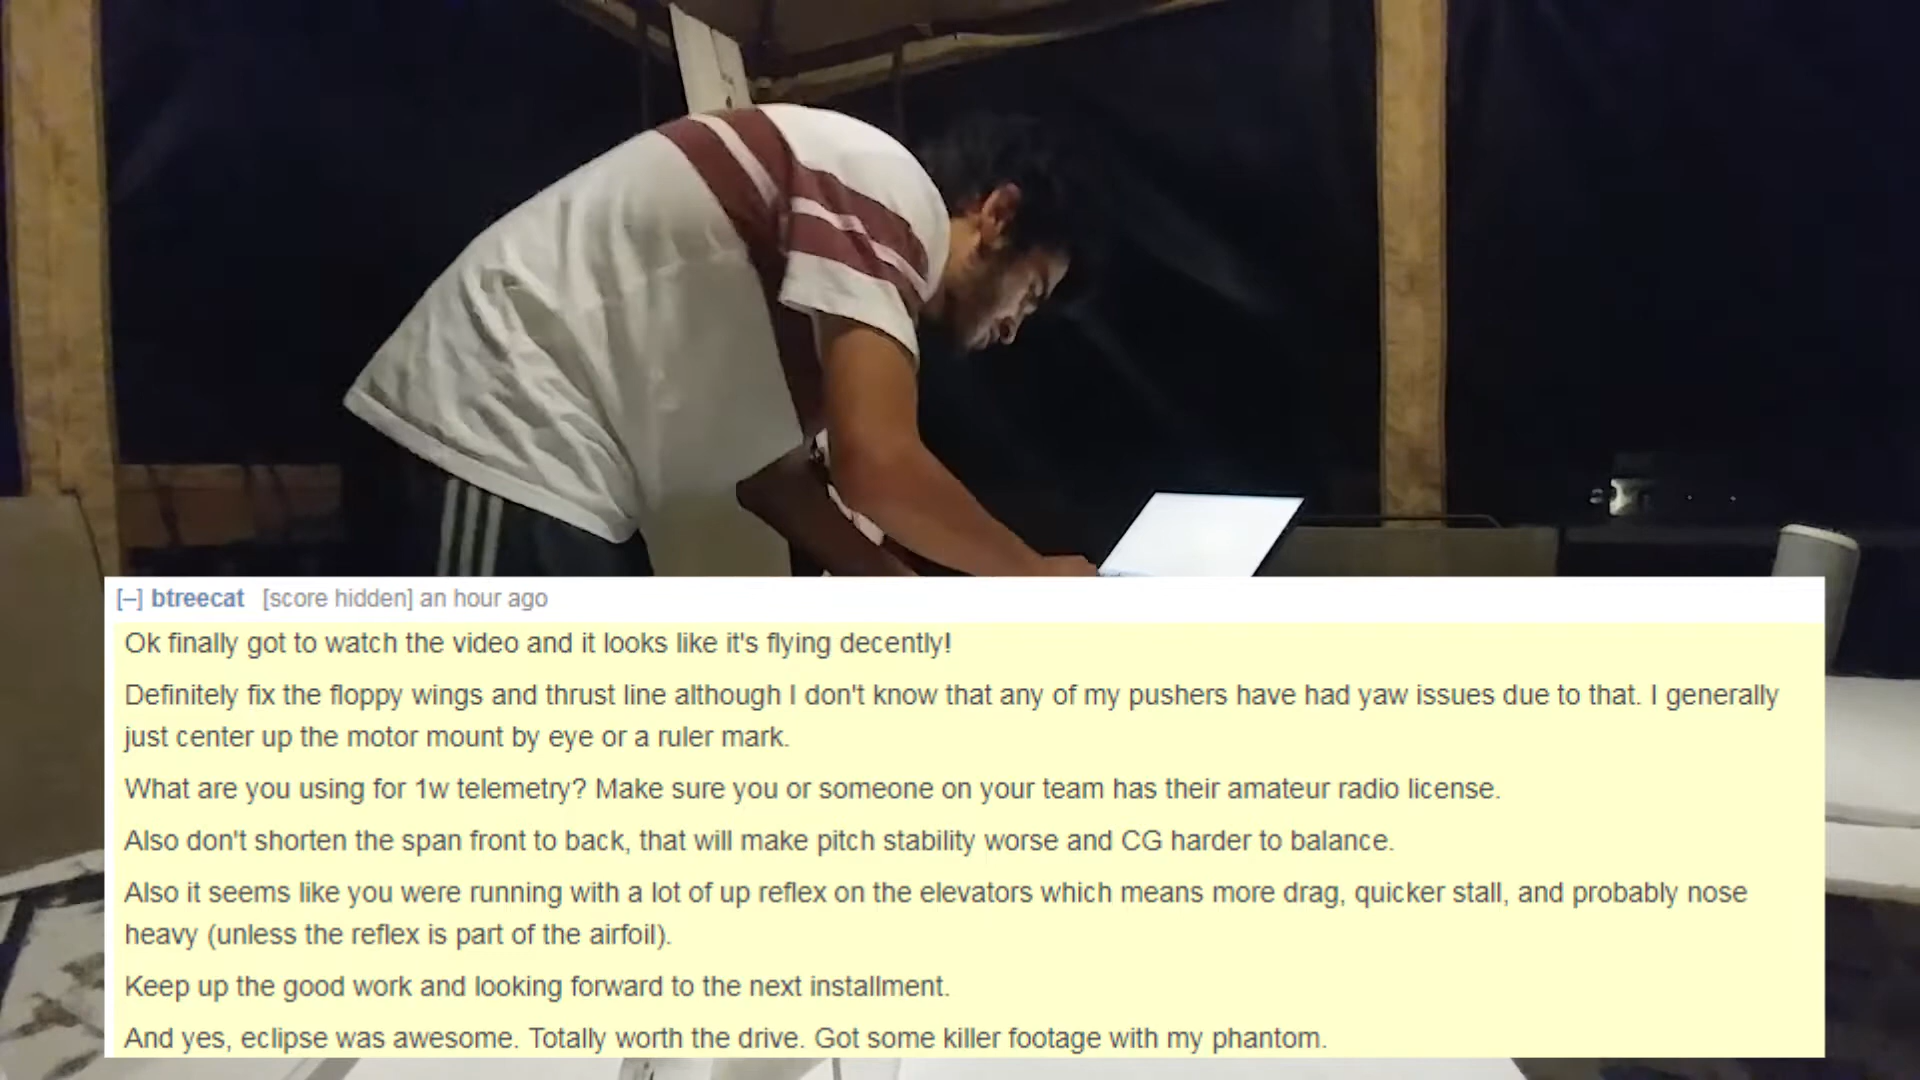 [–] btreecat [score hidden] an hour ago
Ok finally got to watch the video and it looks like it's flying decently!
Definitely fix the floppy wings and thrust line although I don't know that any of my pushers have had yaw issues due to that. I generally
just center up the motor mount by eye or a ruler mark.
What are you using for 1w telemetry? Make sure you or someone on your team has their amateur radio license.
Also don't shorten the span front to back, that will make pitch stability worse and CG harder to balance.
Also it seems like you were running with a lot of up reflex on the elevators which means more drag, quicker stall, and probably nose
heavy (unless the reflex is part of the airfoil).
Keep up the good work and looking forward to the next installment.
And yes, eclipse was awesome. Totally worth the drive. Got some killer footage with my phantom.